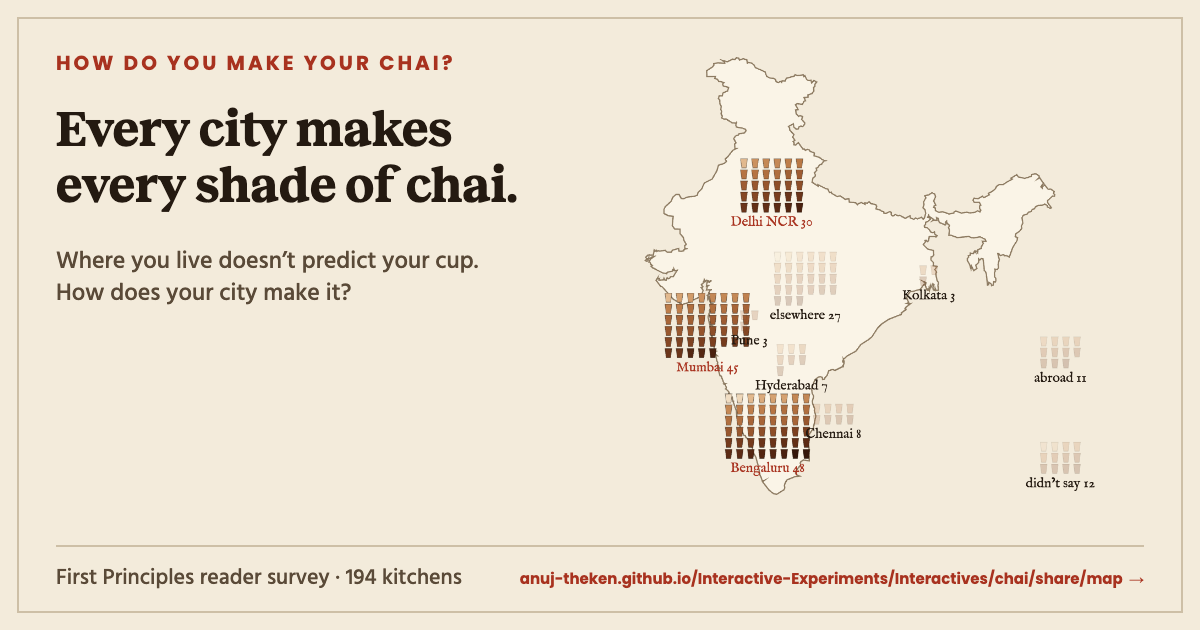 HOW DO YOU MAKE YOUR CHAI?
Every city makes
every shade of chai.
Where you live doesn’t predict your cup.
How does your city make it?
Delhi NCR 30
Kolkata 3
elsewhere 27
Pune 3
Mumbai 45
Hyderabad 7
abroad 11
Chennai 8
Bengaluru 48
didn’t say 12
First Principles reader survey · 194 kitchens
anuj-theken.github.io/Interactive-Experiments/Interactives/chai/share/map →